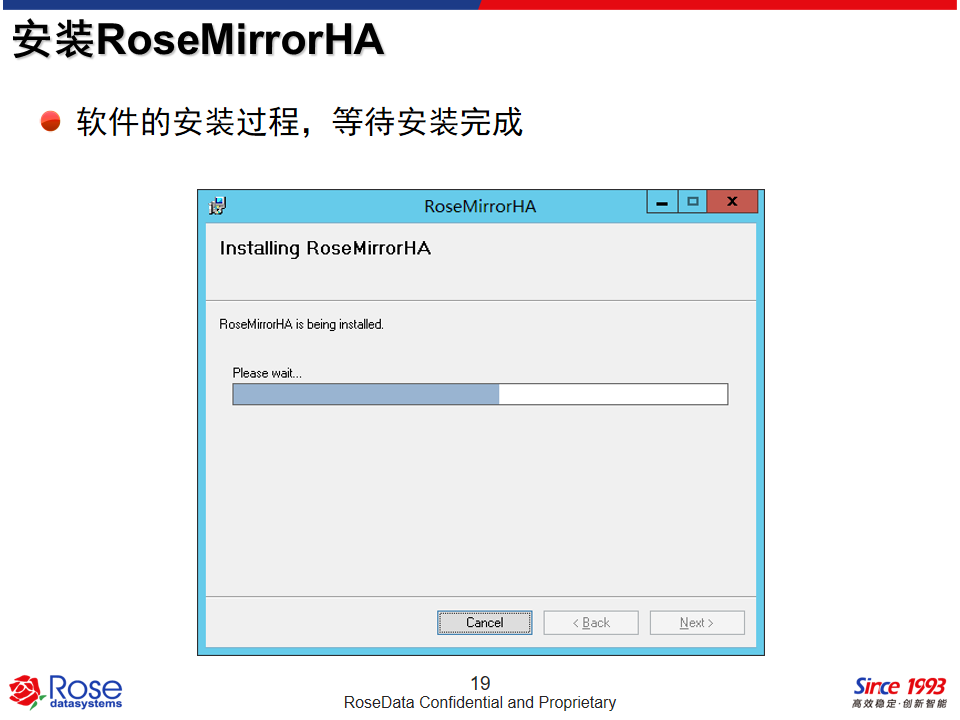 安装RoseMirrorHA
软件的安装过程，等待安装完成
RoseMirrorHA
Installing RoseMirrorHA
RoseMirrorHA is being installed.
Please wait...
Cancel
< Back
Next >
Rose
datasystems
19
RoseData Confidential and Proprietary
Since 1993
高效稳定·创新智能